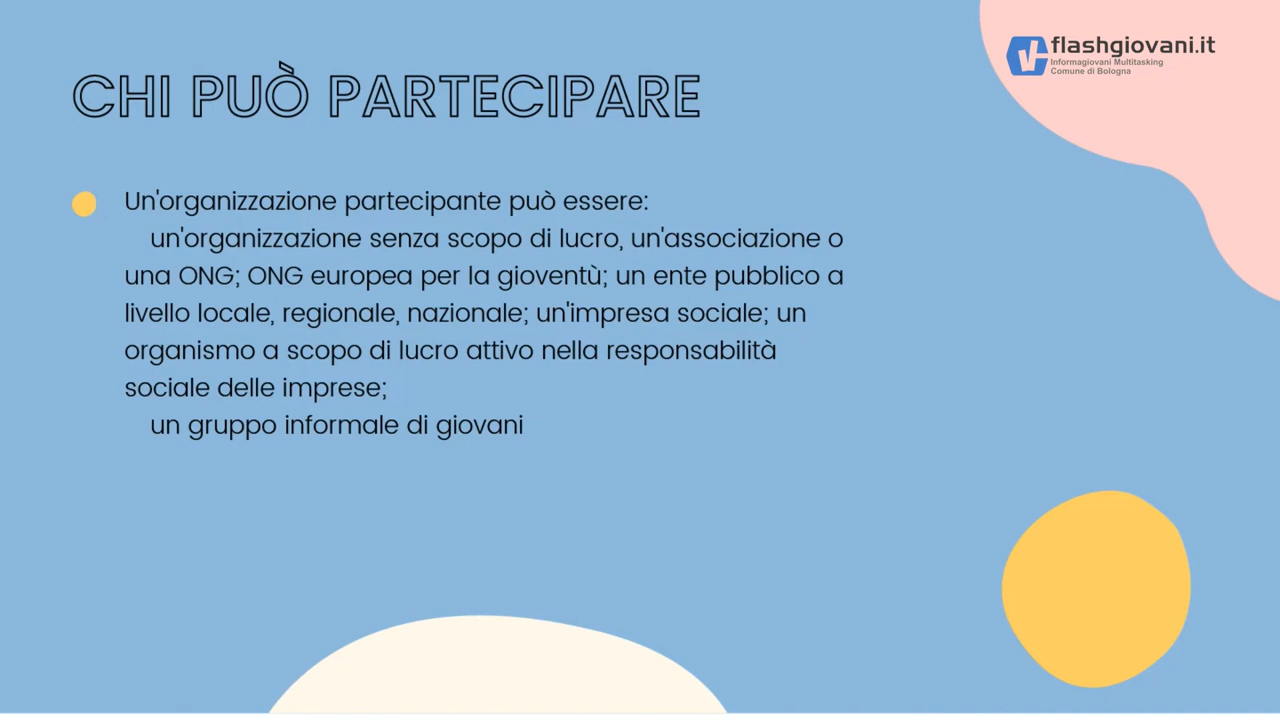 flashgiovani.it
Informagiovani Multitasking
Comune di Bologna
CHI PUÒ PARTECIPARE
Un'organizzazione partecipante può essere:
un'organizzazione senza scopo di lucro, un'associazione o
una ONG; ONG europea per la gioventù; un ente pubblico a
livello locale, regionale, nazionale; un'impresa sociale; un
organismo a scopo di lucro attivo nella responsabilità
sociale delle imprese;
un gruppo informale di giovani